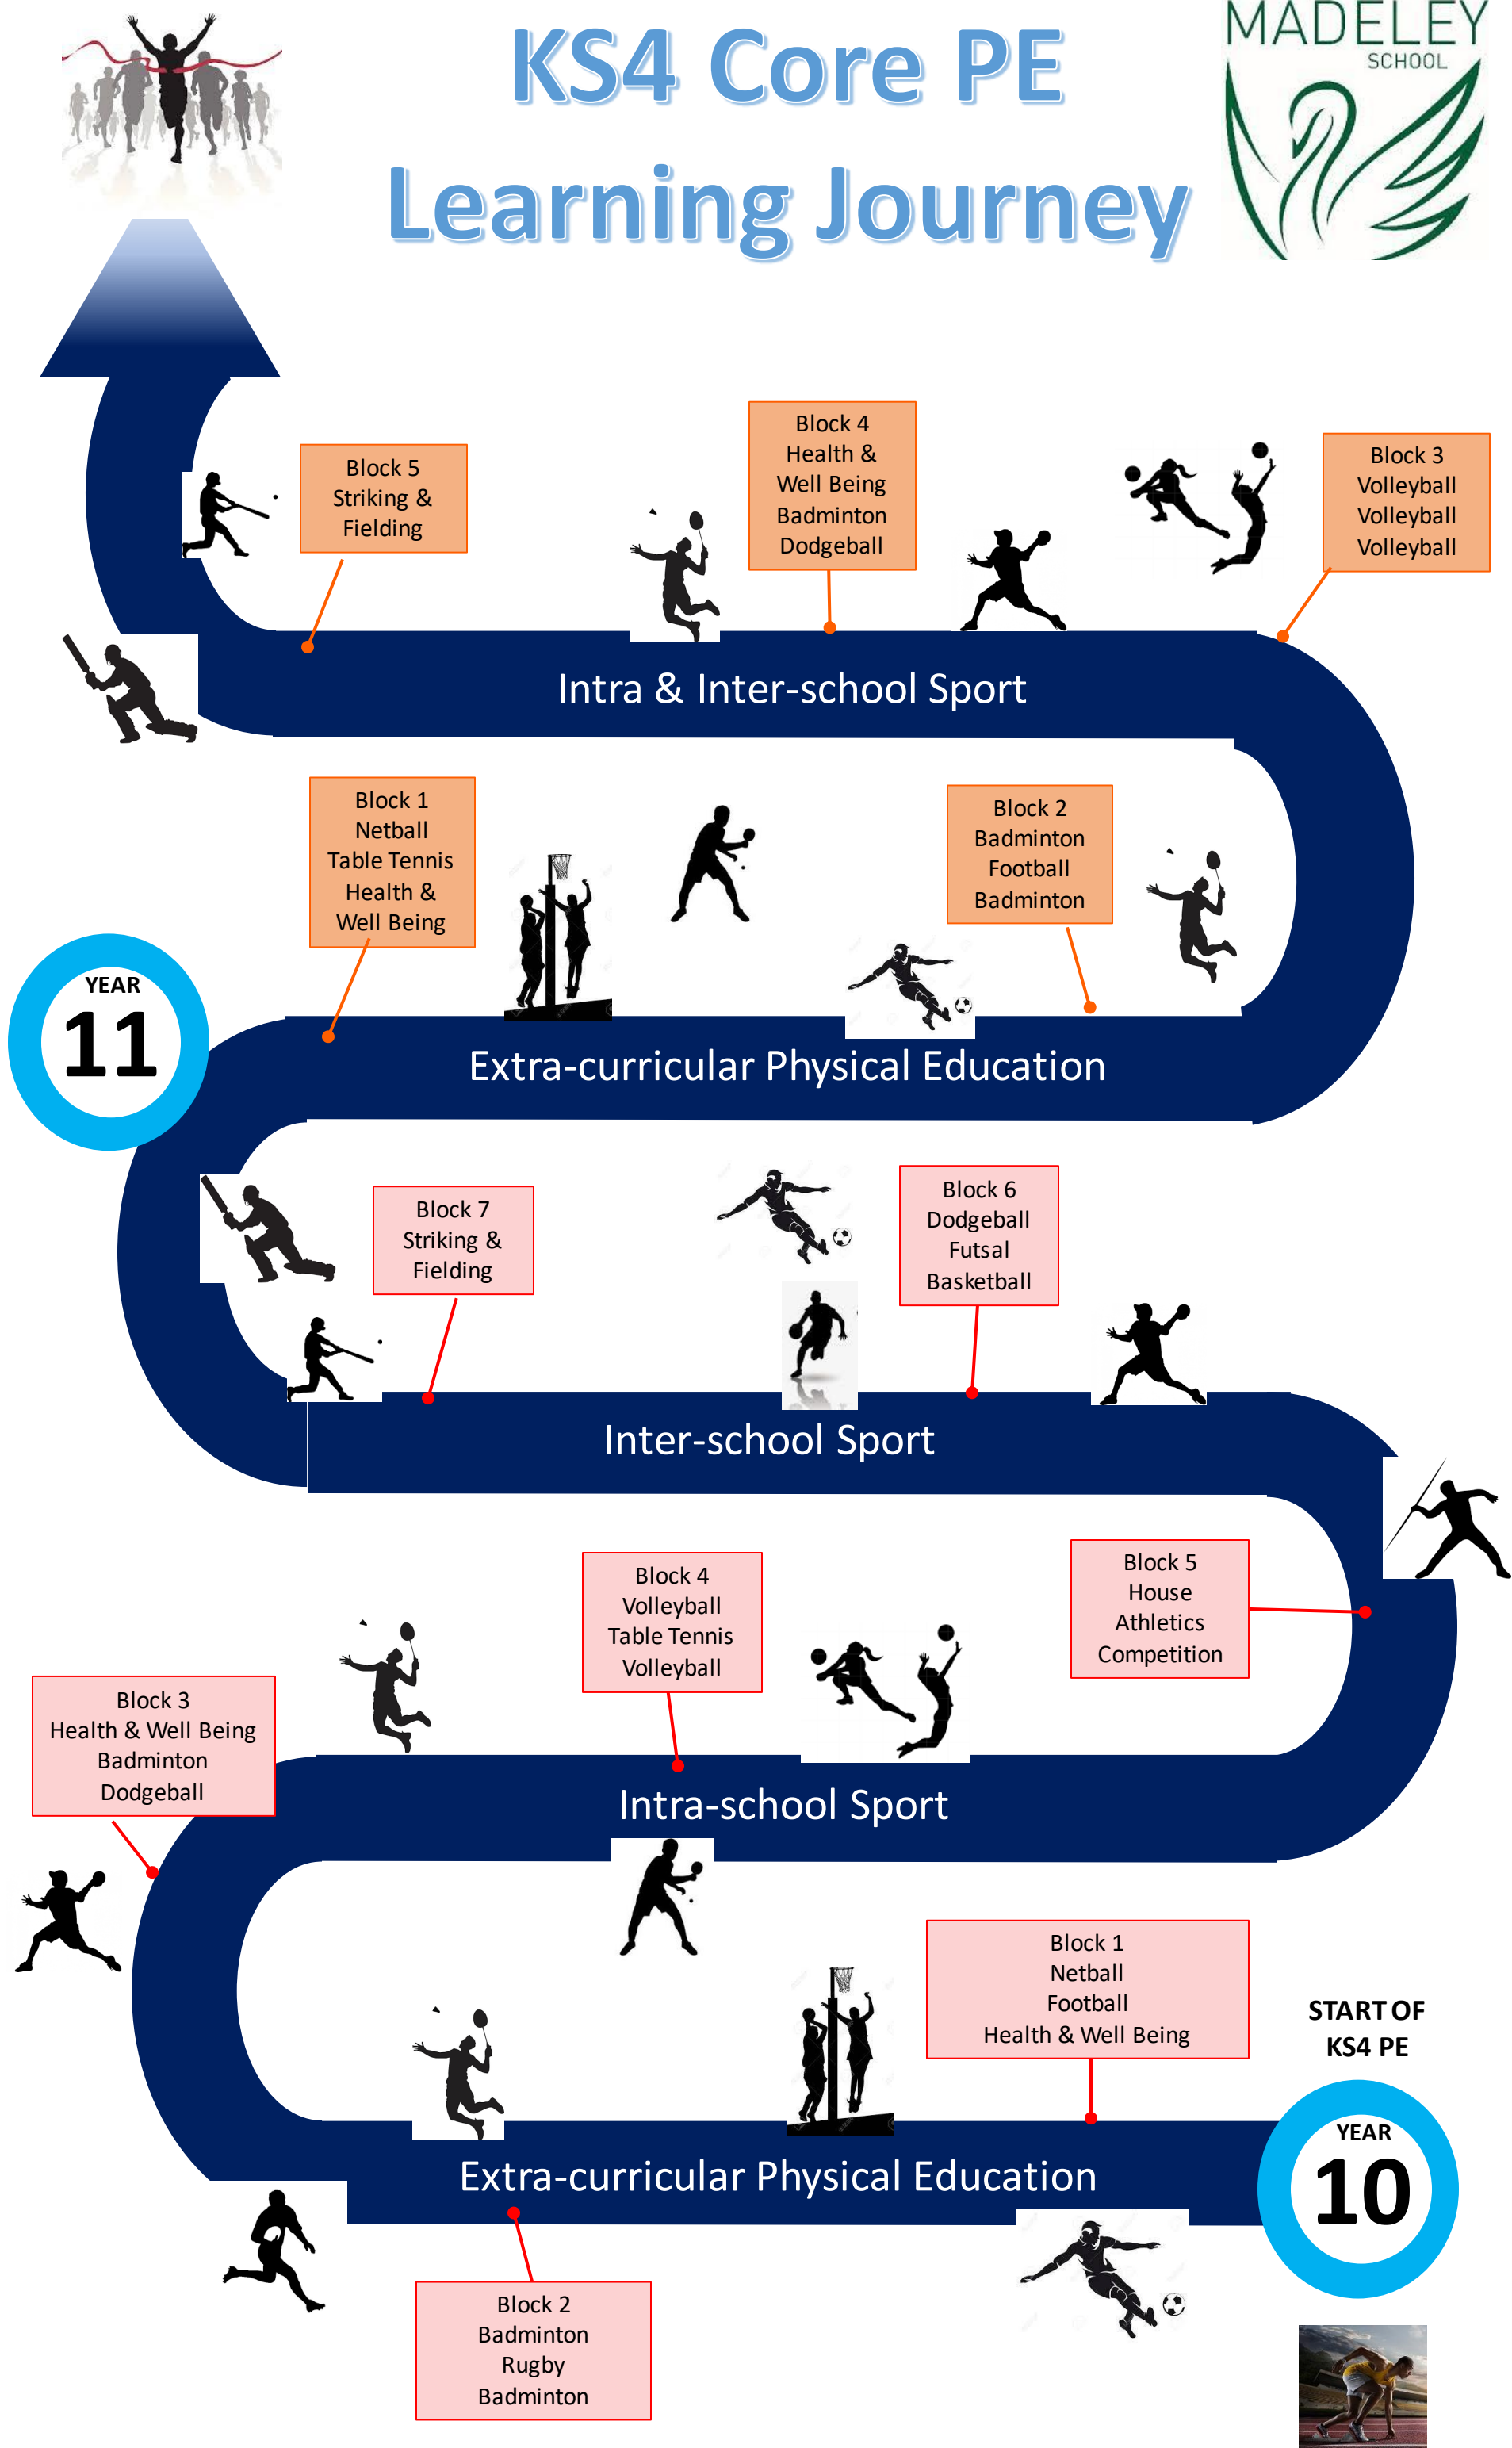 KS4 Core PE
Learning Journey
MADELEY
SCHOOL
Block 5
Striking &
Fielding
Block 4
Health &
Well Being
Badminton
Dodgeball
Block 3
Volleyball
Volleyball
Volleyball
Intra & Inter-school Sport
Block 1
Netball
Table Tennis
Health &
Well Being
Block 2
Badminton
Football
Badminton
YEAR
11
Extra-curricular Physical Education
Block 7
Striking &
Fielding
Block 6
Dodgeball
Futsal
Basketball
Inter-school Sport
Block 5
House
Athletics
Competition
Block 4
Volleyball
Table Tennis
Volleyball
Block 3
Health & Well Being
Badminton
Dodgeball
Intra-school Sport
Block 1
Netball
Football
Health & Well Being
START OF
KS4 PE
YEAR
10
Extra-curricular Physical Education
Block 2
Badminton
Rugby
Badminton